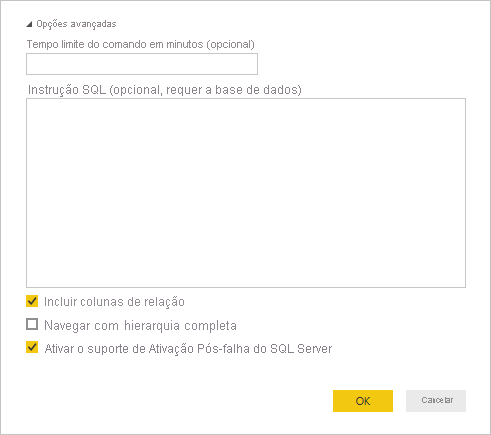 Opções avançadas
Tempo limite do comando em minutos (opcional)
Instrução SQL (opcional, requer a base de dados)
Incluir colunas de relação
Navegar com hierarquia completa
Ativar o suporte de Ativação Pós-falha do SQL Server
OK
Cancelar